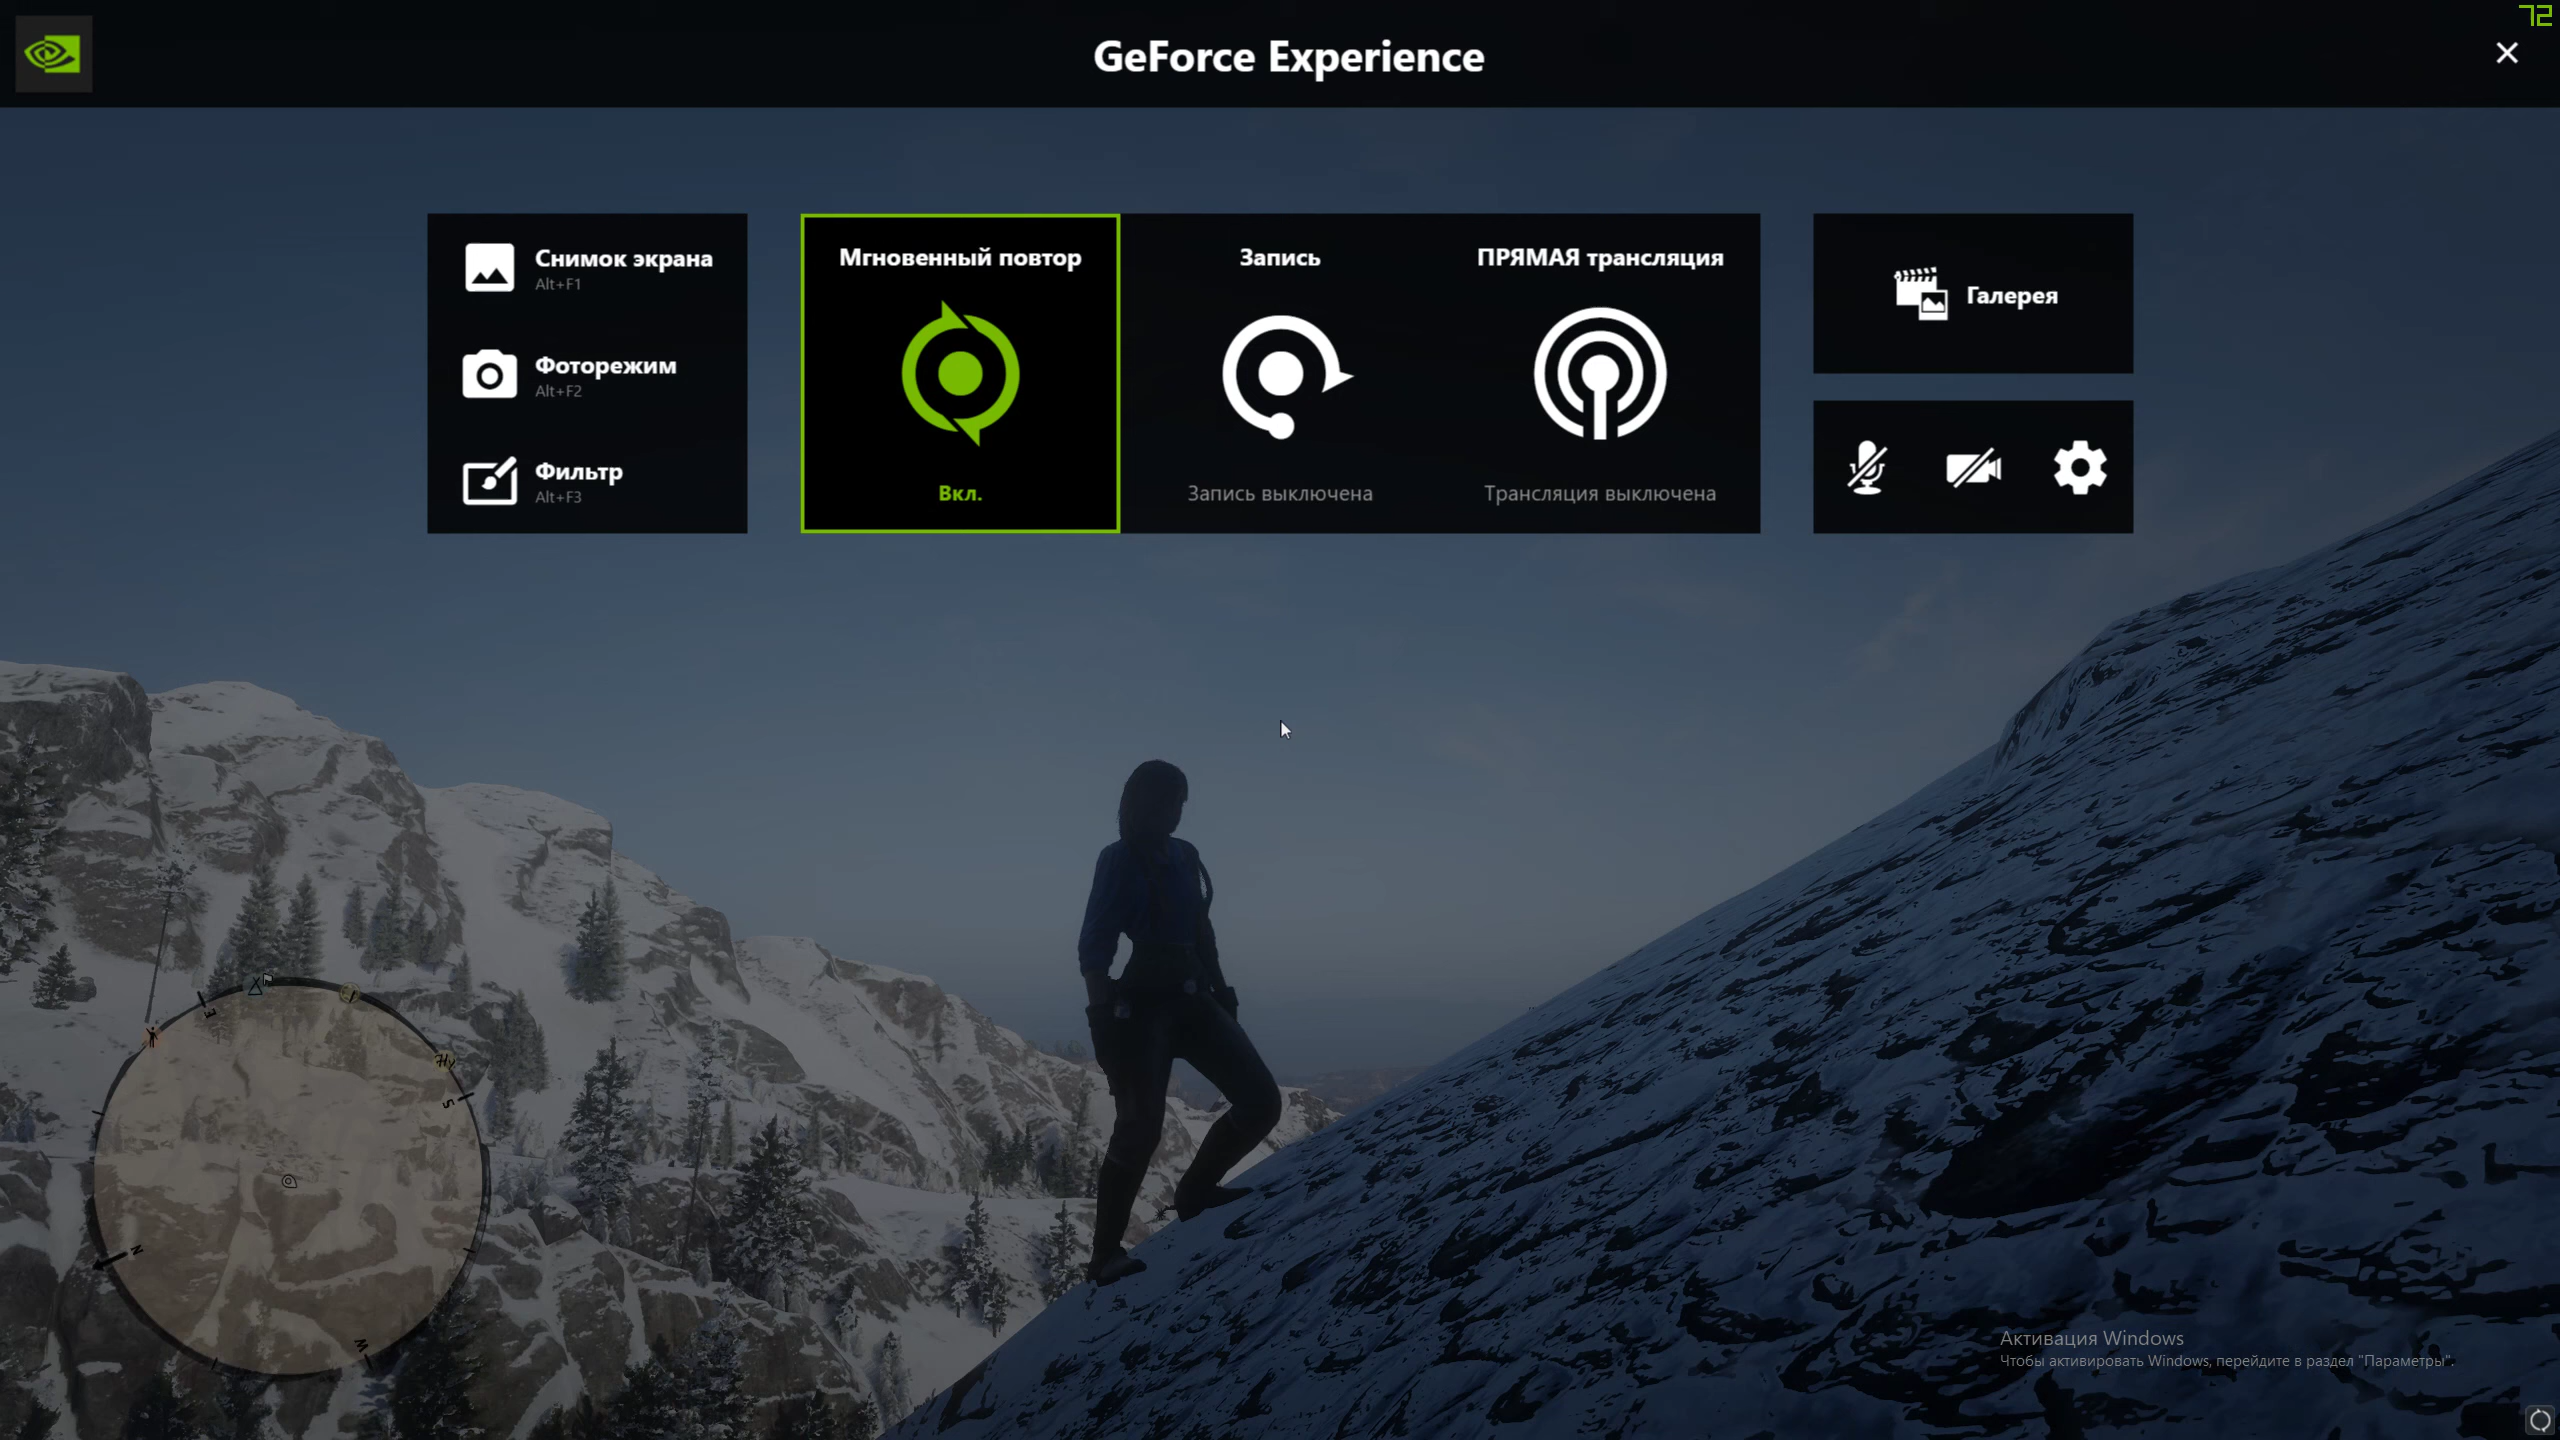 72
GeForce Experience
Снимок экрана
Alt+F1
Фоторежим
Alt+F2
Фильтр
Alt+F3
Мгновенный повтор
Вкл.
Запись
Запись выключена
ПРЯМАЯ трансляция
Трансляция выключена
Галерея
E
Hy
S
N
W
Активация Windows
Чтобы активировать Windows, перейдите в раздел "Параметры".